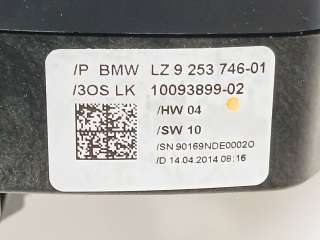 /P BMW LZ 9 253 746-01
/3OS LK 10093899-02
/HW 04
/SW 10
/SN 90169NDE0002O
/D 14.04.2014 08:16